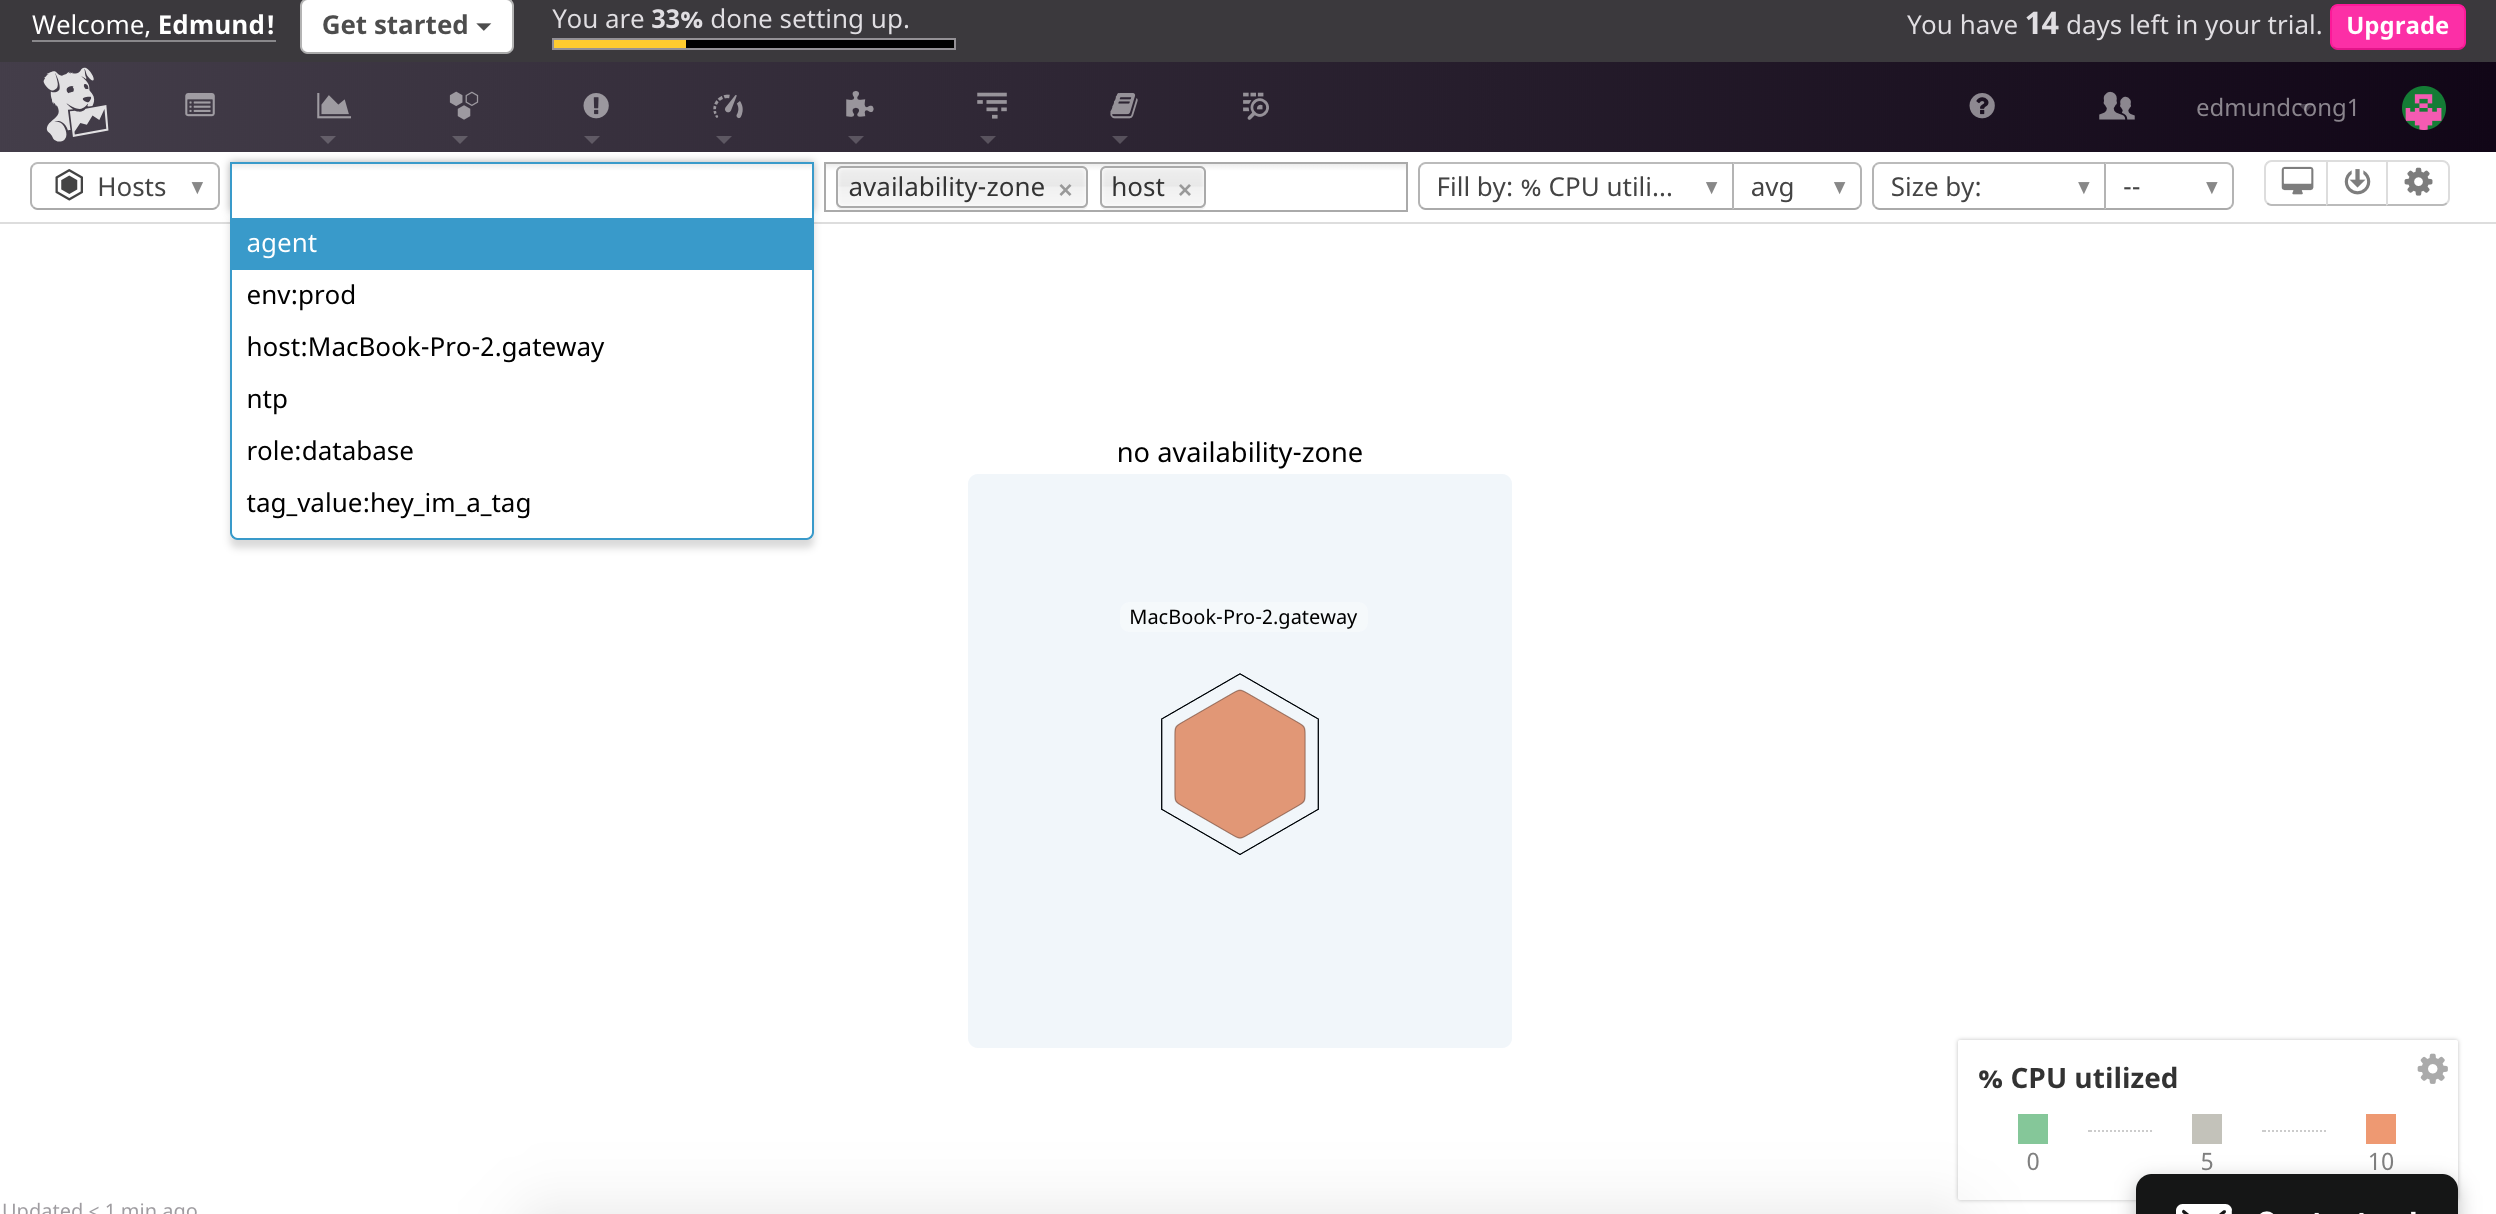 Welcome, Edmund!
Get started
You are 33% done setting up.
You have 14 days left in your trial.
Upgrade
edmundcong1
Hosts
availability-zone ×
host ×
Fill by: % CPU utili...
avg
Size by:
--
agent
env:prod
host:MacBook-Pro-2.gateway
ntp
role:database
tag_value:hey_im_a_tag
no availability-zone
MacBook-Pro-2.gateway
% CPU utilized
0
5
10
Updated < 1 min ago